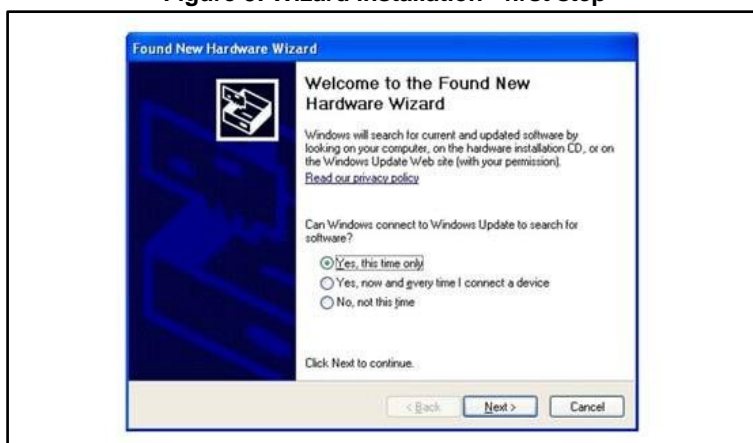 Wizard installation - first step
Found New Hardware Wizard
Welcome to the Found New
Hardware Wizard
Windows will search for current and updated software by
looking on your computer, on the hardware installation CD, or on
the Windows Update Web site (with your permission).
Read our privacy policy
Can Windows connect to Windows Update to search for
software?
Yes, this time only
Yes, now and every time I connect a device
No, not this time
Click Next to continue.
< Back
Next >
Cancel